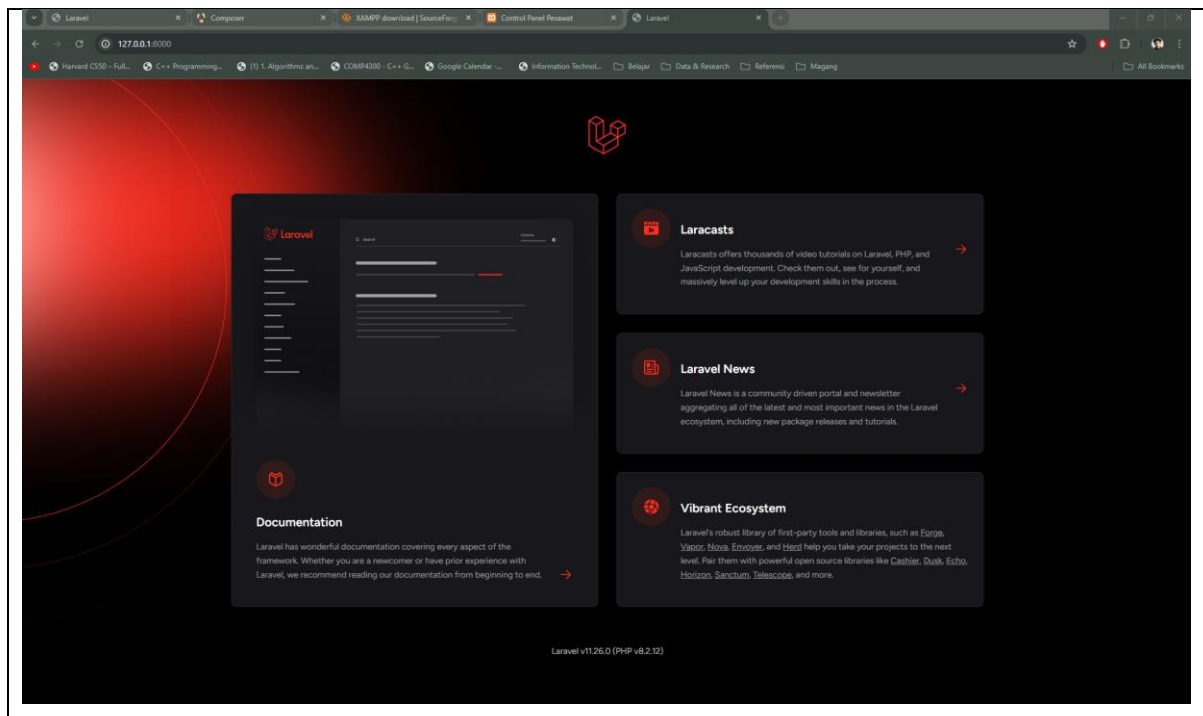 Laravel
Composer
XAMPP download | SourceForg
Control Panel Pesawat
Laravel
127.0.0.1:8000
Harvard CS50 – Full...
C++ Programming...
(1) 1. Algorithms an...
COMP4300 - C++ G...
Google Calendar -...
Information Technol...
Belajar
Data & Research
Referensi
Magang
All Bookmarks
Laravel
Search
Documentation
Laravel has wonderful documentation covering every aspect of the
framework. Whether you are a newcomer or have prior experience with
Laravel, we recommend reading our documentation from beginning to end.
Laracasts
Laracasts offers thousands of video tutorials on Laravel, PHP, and
JavaScript development. Check them out, see for yourself, and
massively level up your development skills in the process.
Laravel News
Laravel News is a community driven portal and newsletter
aggregating all of the latest and most important news in the Laravel
ecosystem, including new package releases and tutorials.
Vibrant Ecosystem
Laravel's robust library of first-party tools and libraries, such as Forge,
Vapor, Nova, Envoyer, and Herd help you take your projects to the next
level. Pair them with powerful open source libraries like Cashier, Dusk, Echo,
Horizon, Sanctum, Telescope, and more.
Laravel v11.26.0 (PHP v8.2.12)